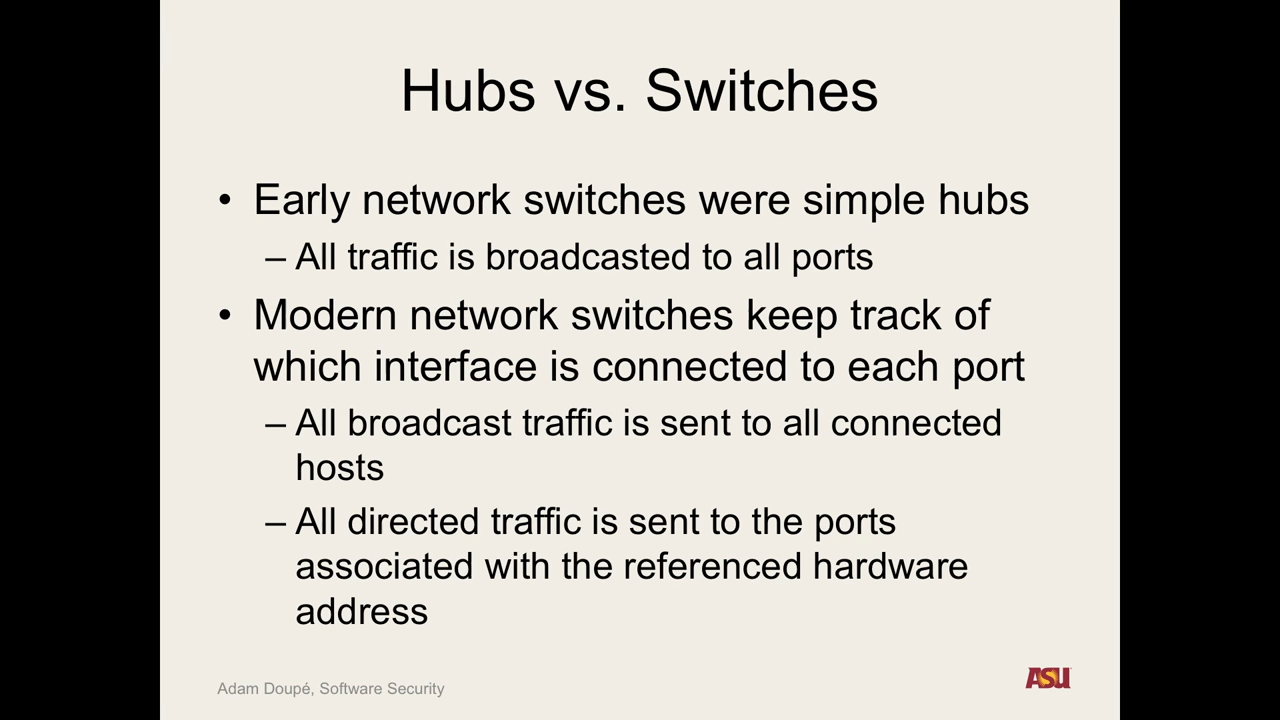 Hubs vs. Switches
• Early network switches were simple hubs
– All traffic is broadcasted to all ports
• Modern network switches keep track of
which interface is connected to each port
– All broadcast traffic is sent to all connected
hosts
– All directed traffic is sent to the ports
associated with the referenced hardware
address
Adam Doupé, Software Security
ASU